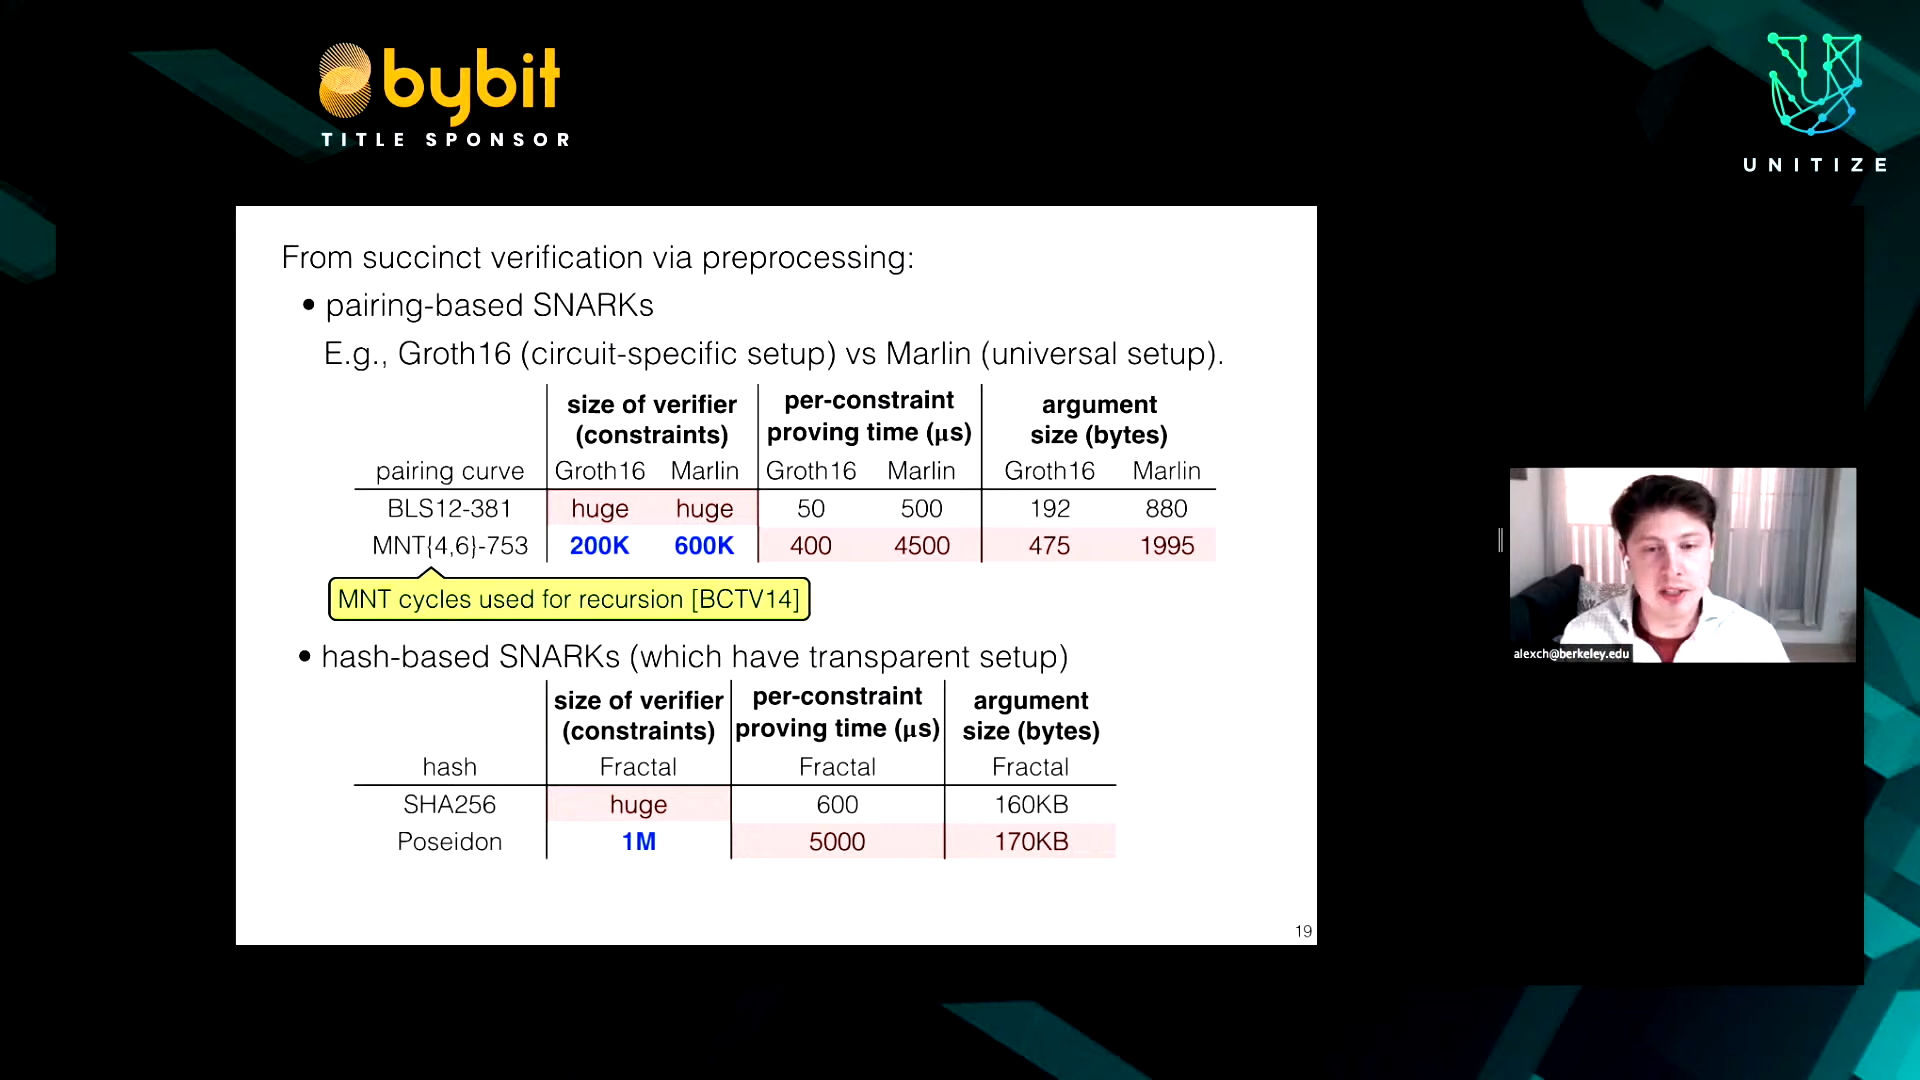 bybit
TITLE SPONSOR
UNITIZE
From succinct verification via preprocessing:
• pairing-based SNARKs
E.g., Groth16 (circuit-specific setup) vs Marlin (universal setup).
size of verifier (constraints) per-constraint proving time (μs) argument size (bytes)
pairing curve Groth16 Marlin Groth16 Marlin Groth16 Marlin
BLS12-381 huge huge 50 500 192 880
MNT{4,6}-753 200K 600K 400 4500 475 1995
MNT cycles used for recursion [BCTV14]
• hash-based SNARKs (which have transparent setup)
size of verifier (constraints) per-constraint proving time (μs) argument size (bytes)
hash Fractal Fractal Fractal
SHA256 huge 600 160KB
Poseidon 1M 5000 170KB
19
alexch@berkeley.edu